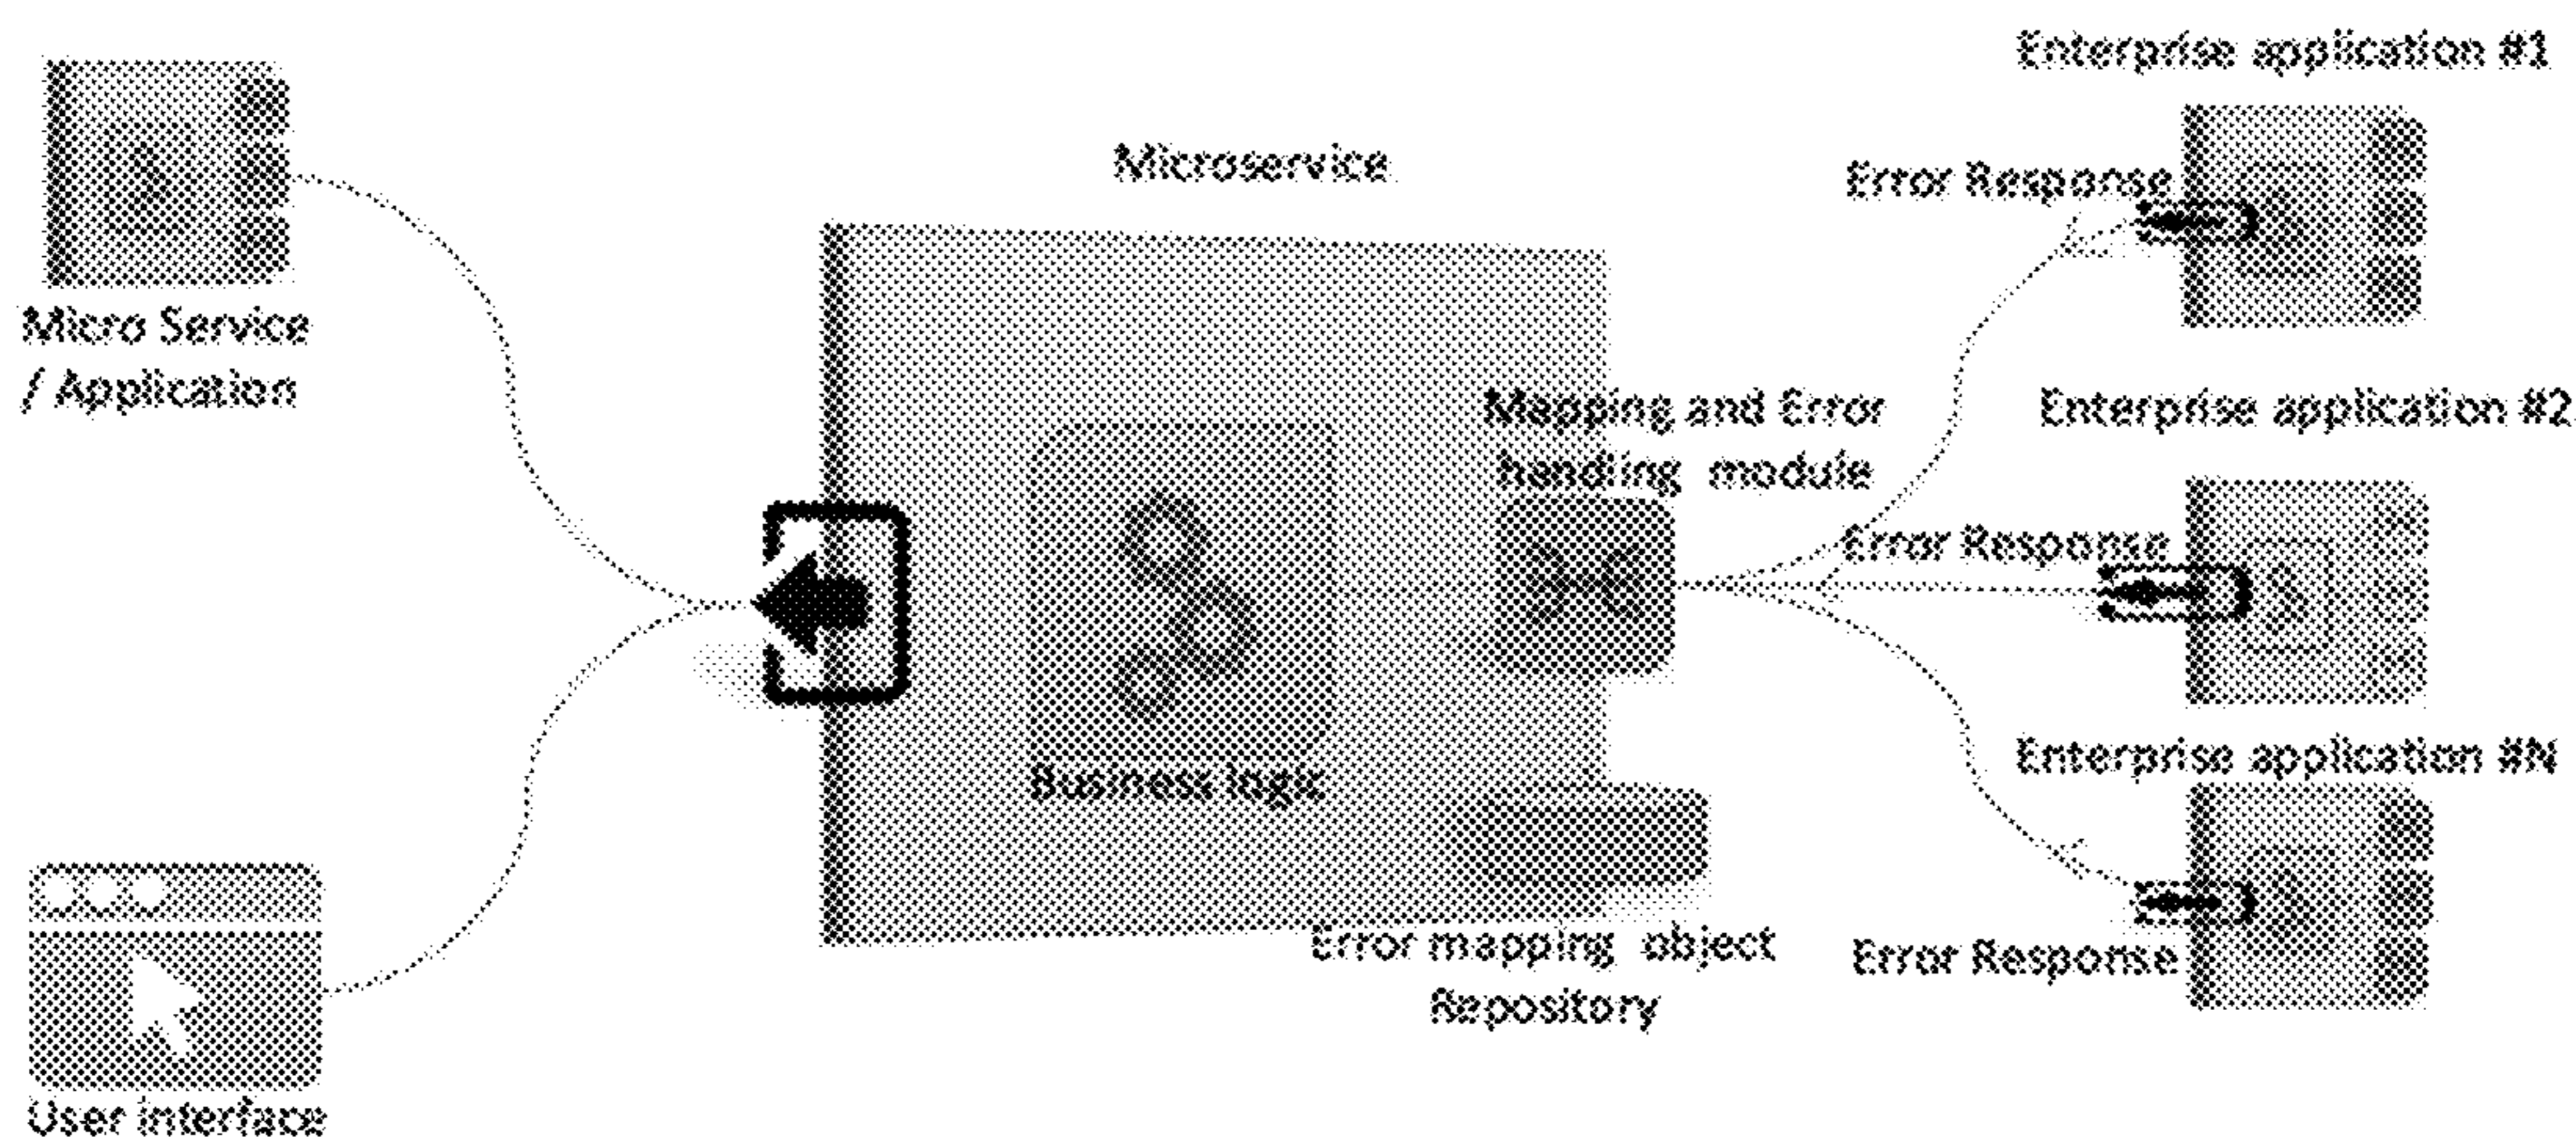 Enterprise application #1
Microservice
Error Response
Micro Service
/ Application
Mapping and Error
handling module
Enterprise application #2
Error Response
Business logic
Enterprise application #N
Error mapping object
Repository
Error Response
User interface